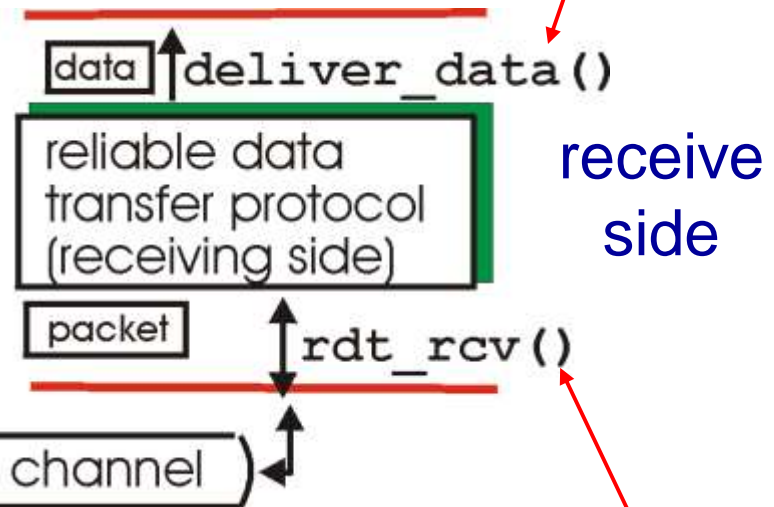 data deliver_data()
reliable data
transfer protocol
(receiving side)
receive
side
packet
rdt_rcv()
channel